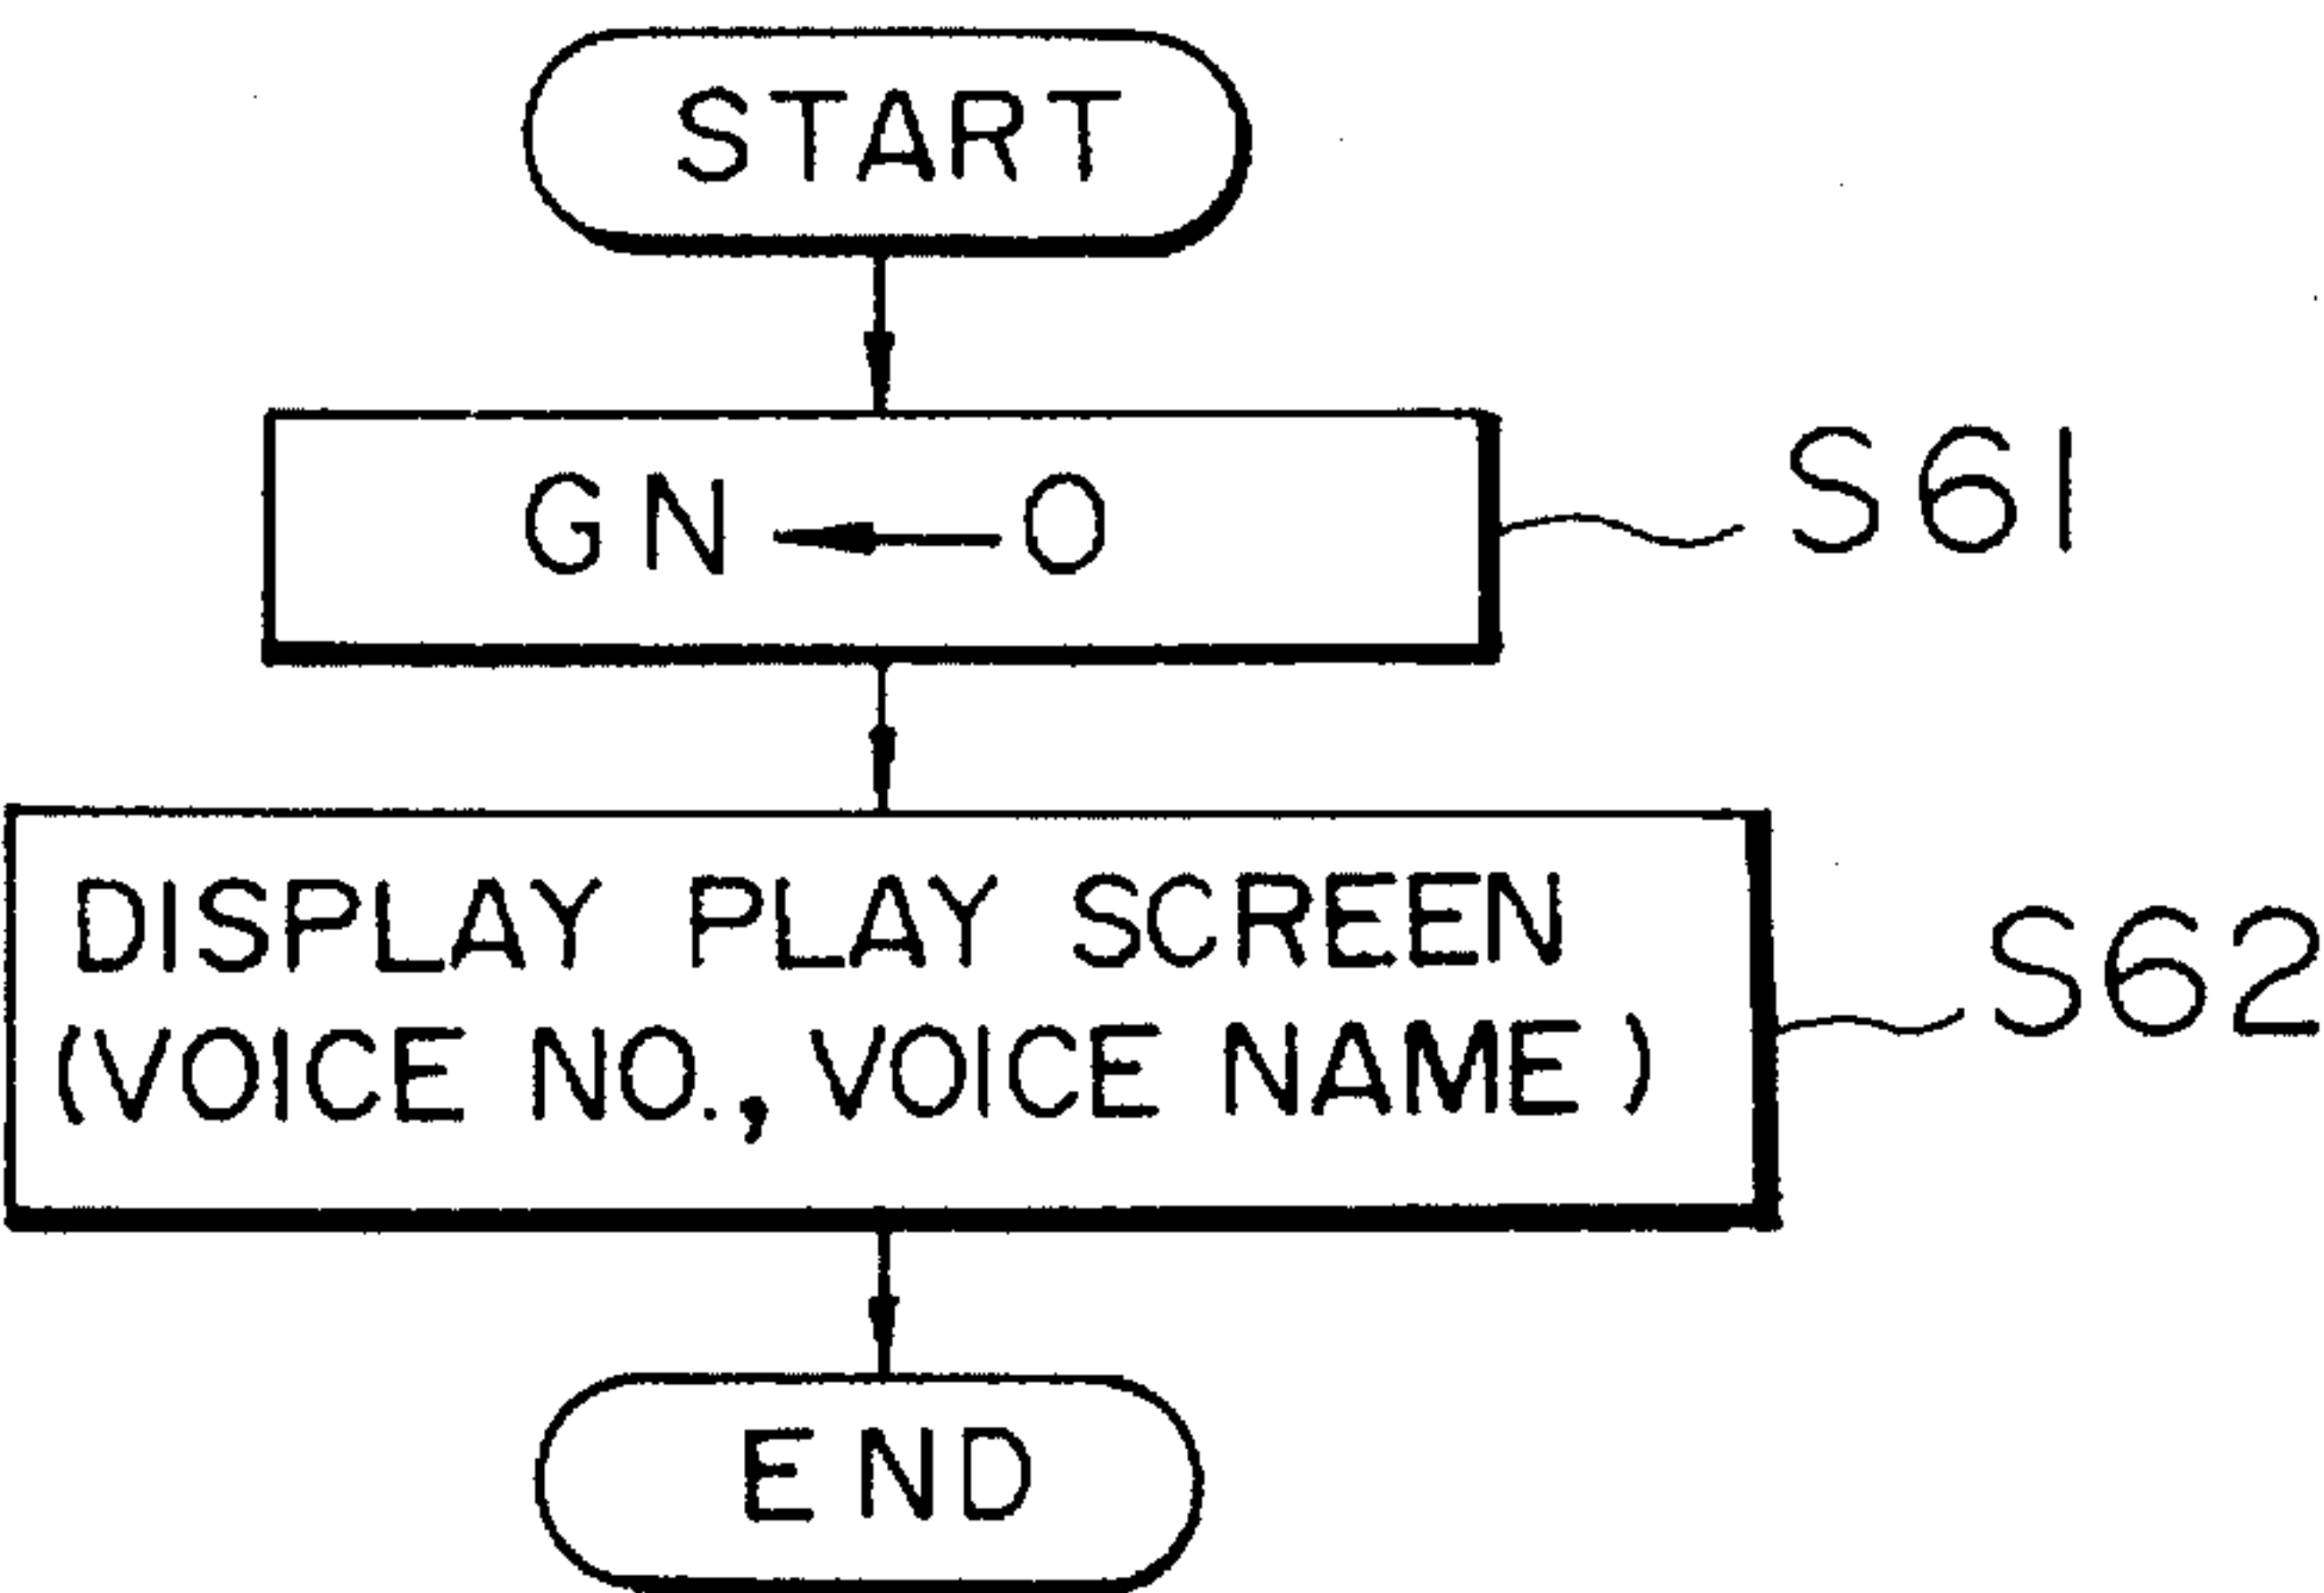 START
GN ← 0
S61
DISPLAY PLAY SCREEN
(VOICE NO., VOICE NAME)
S62
END